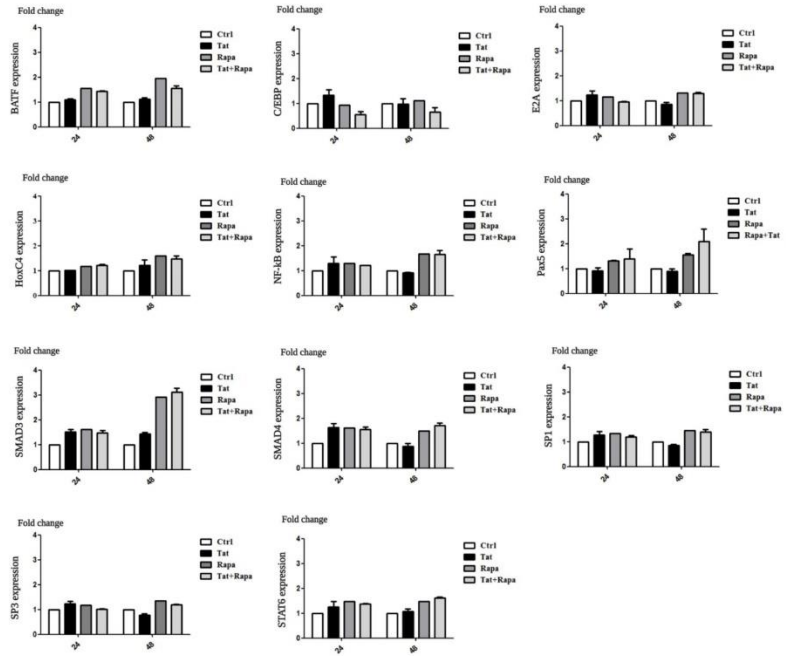 Fold change
BATF expression
4
3
2
1
0
24
48
Ctrl
Tat
Rapa
Tat+Rapa
Fold change
C/EBP expression
4
3
2
1
0
24
48
Ctrl
Tat
Rapa
Tat+Rapa
Fold change
E2A expression
4
3
2
1
0
24
48
Ctrl
Tat
Rapa
Tat+Rapa
Fold change
HoxC4 expression
4
3
2
1
0
24
48
Ctrl
Tat
Rapa
Tat+Rapa
Fold change
NF-kB expression
4
3
2
1
0
24
48
Ctrl
Tat
Rapa
Tat+Rapa
Fold change
Pax5 expression
4
3
2
1
0
24
48
Ctrl
Tat
Rapa
Rapa+Tat
Fold change
SMAD3 expression
4
3
2
1
0
24
48
Ctrl
Tat
Rapa
Tat+Rapa
Fold change
SMAD4 expression
4
3
2
1
0
24
48
Ctrl
Tat
Rapa
Tat+Rapa
Fold change
SP1 expression
4
3
2
1
0
24
48
Ctrl
Tat
Rapa
Tat+Rapa
Fold change
SP3 expression
4
3
2
1
0
24
48
Ctrl
Tat
Rapa
Tat+Rapa
Fold change
STAT6 expression
4
3
2
1
0
24
48
Ctrl
Tat
Rapa
Tat+Rapa